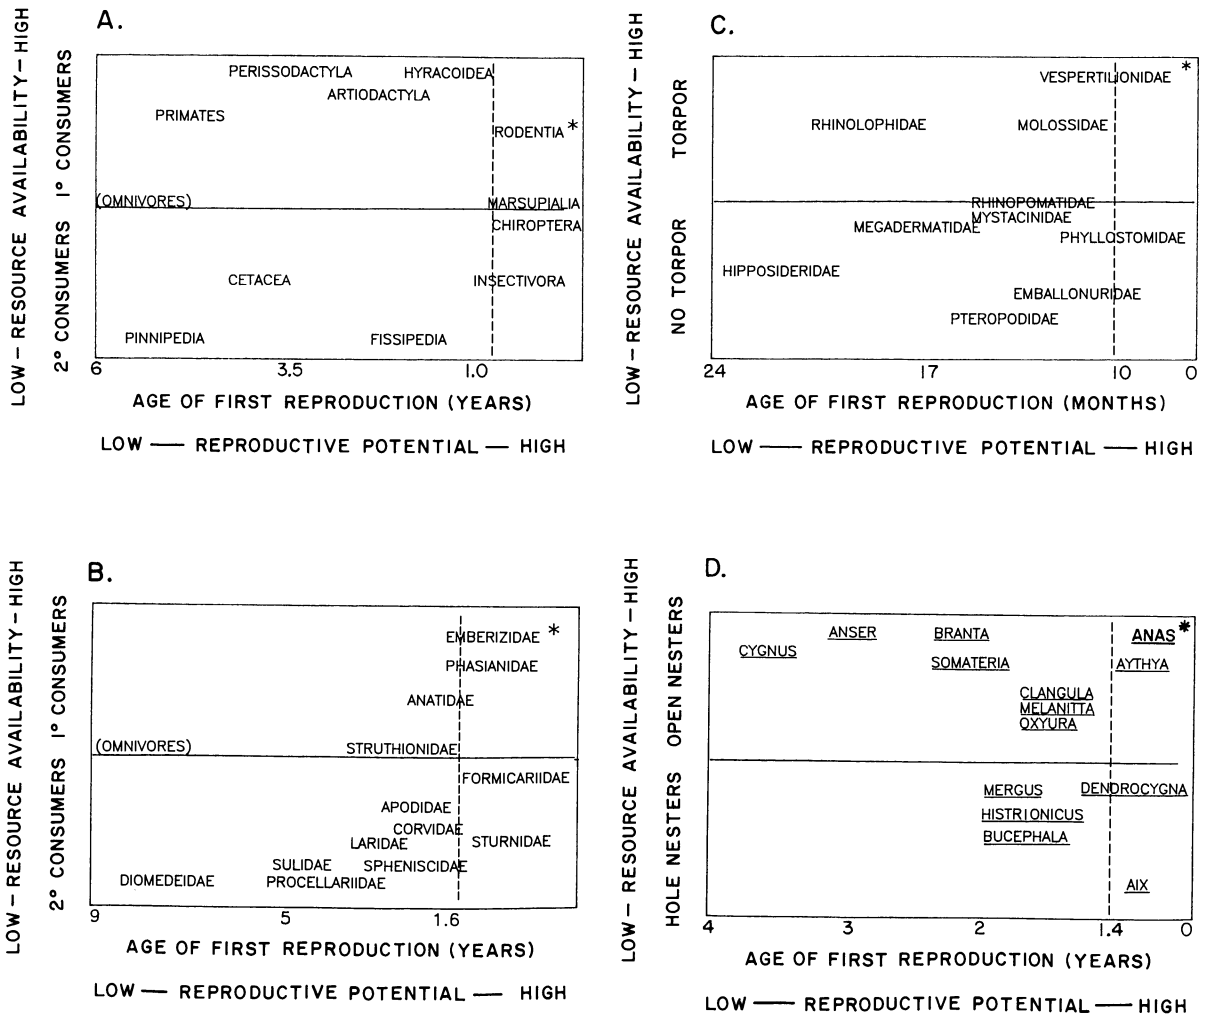 A.
LOW — RESOURCE AVAILABILITY — HIGH
2° CONSUMERS 1° CONSUMERS
PERISSODACTYLA HYRACOIDEA
ARTIODACTYLA
PRIMATES
RODENTIA *
(OMNIVORES) MARSUPIALIA
CHIROPTERA
CETACEA INSECTIVORA
PINNIPEDIA FISSIPEDIA
6 3.5 1.0
AGE OF FIRST REPRODUCTION (YEARS)
LOW — REPRODUCTIVE POTENTIAL — HIGH
C.
LOW — RESOURCE AVAILABILITY — HIGH
NO TORPOR TORPOR
VESPERTILIONIDAE *
RHINOLOPHIDAE MOLOSSIDAE
RHINOPOMATIDAE
MYSTACINIDAE
MEGADERMATIDAE
PHYLLOSTOMIDAE
HIPPOSIDERIDAE
EMBALLONURIDAE
PTEROPODIDAE
24 17 10 0
AGE OF FIRST REPRODUCTION (MONTHS)
LOW — REPRODUCTIVE POTENTIAL — HIGH
B.
LOW — RESOURCE AVAILABILITY — HIGH
2° CONSUMERS 1° CONSUMERS
EMBERIZIDAE *
PHASIANIDAE
ANATIDAE
(OMNIVORES) STRUTHIONIDAE
FORMICARIIDAE
APODIDAE
CORVIDAE
LARIDAE STURNIDAE
SULIDAE SPHENISCIDAE
DIOMEDEIDAE PROCELLARIIDAE
9 5 1.6
AGE OF FIRST REPRODUCTION (YEARS)
LOW — REPRODUCTIVE POTENTIAL — HIGH
D.
LOW — RESOURCE AVAILABILITY — HIGH
HOLE NESTERS OPEN NESTERS
ANSER BRANTA ANAS *
CYGNUS
SOMATERIA AYTHYA
CLANGULA
MELANITTA
OXYURA
MERGUS DENDROCYGNA
HISTRIONICUS
BUCEPHALA
AIX
4 3 2 1.4 0
AGE OF FIRST REPRODUCTION (YEARS)
LOW — REPRODUCTIVE POTENTIAL — HIGH